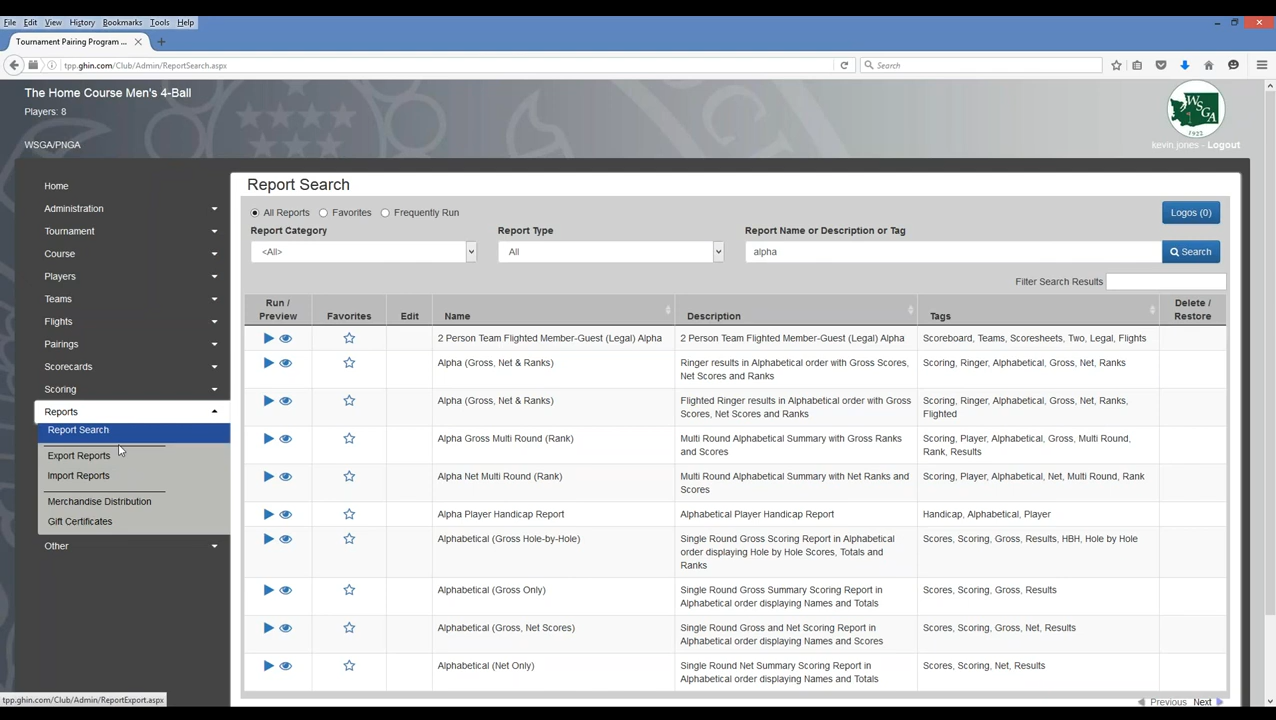 File Edit View History Bookmarks Tools Help
Tournament Pairing Program ...
tpp.ghin.com/Club/Admin/ReportSearch.aspx
Search
The Home Course Men's 4-Ball
Players: 8
WSGA/PNGA
WSGA
1922
kevin.jones - Logout
Home
Administration
Tournament
Course
Players
Teams
Flights
Pairings
Scorecards
Scoring
Reports
Report Search
Export Reports
Import Reports
Merchandise Distribution
Gift Certificates
Other
Report Search
All Reports Favorites Frequently Run
Logos (0)
Report Category Report Type Report Name or Description or Tag
<All> All alpha Search
Filter Search Results
Run / Preview Favorites Edit Name Description Tags Delete / Restore
2 Person Team Flighted Member-Guest (Legal) Alpha 2 Person Team Flighted Member-Guest (Legal) Alpha Scoreboard, Teams, Scoresheets, Two, Legal, Flights
Alpha (Gross, Net & Ranks) Ringer results in Alphabetical order with Gross Scores, Scoring, Ringer, Alphabetical, Gross, Net, Ranks
Net Scores and Ranks
Alpha (Gross, Net & Ranks) Flighted Ringer results in Alphabetical order with Gross Scoring, Ringer, Alphabetical, Gross, Net, Ranks,
Scores, Net Scores and Ranks Flighted
Alpha Gross Multi Round (Rank) Multi Round Alphabetical Summary with Gross Ranks Scoring, Player, Alphabetical, Gross, Multi Round,
and Scores Rank, Results
Alpha Net Multi Round (Rank) Multi Round Alphabetical Summary with Net Ranks and Scoring, Player, Alphabetical, Net, Multi Round, Rank
Scores
Alpha Player Handicap Report Alphabetical Player Handicap Report Handicap, Alphabetical, Player
Alphabetical (Gross Hole-by-Hole) Single Round Gross Scoring Report in Alphabetical Scores, Scoring, Gross, Results, HBH, Hole by Hole
order displaying Hole by Hole Scores, Totals and
Ranks
Alphabetical (Gross Only) Single Round Gross Summary Scoring Report in Scores, Scoring, Gross, Results
Alphabetical order displaying Names and Totals
Alphabetical (Gross, Net Scores) Single Round Gross and Net Scoring Report in Scores, Scoring, Gross, Net, Results
Alphabetical order displaying Names and Scores
Alphabetical (Net Only) Single Round Net Summary Scoring Report in Scores, Scoring, Net, Results
Alphabetical order displaying Names and Totals
Previous Next
tpp.ghin.com/Club/Admin/ReportExport.aspx